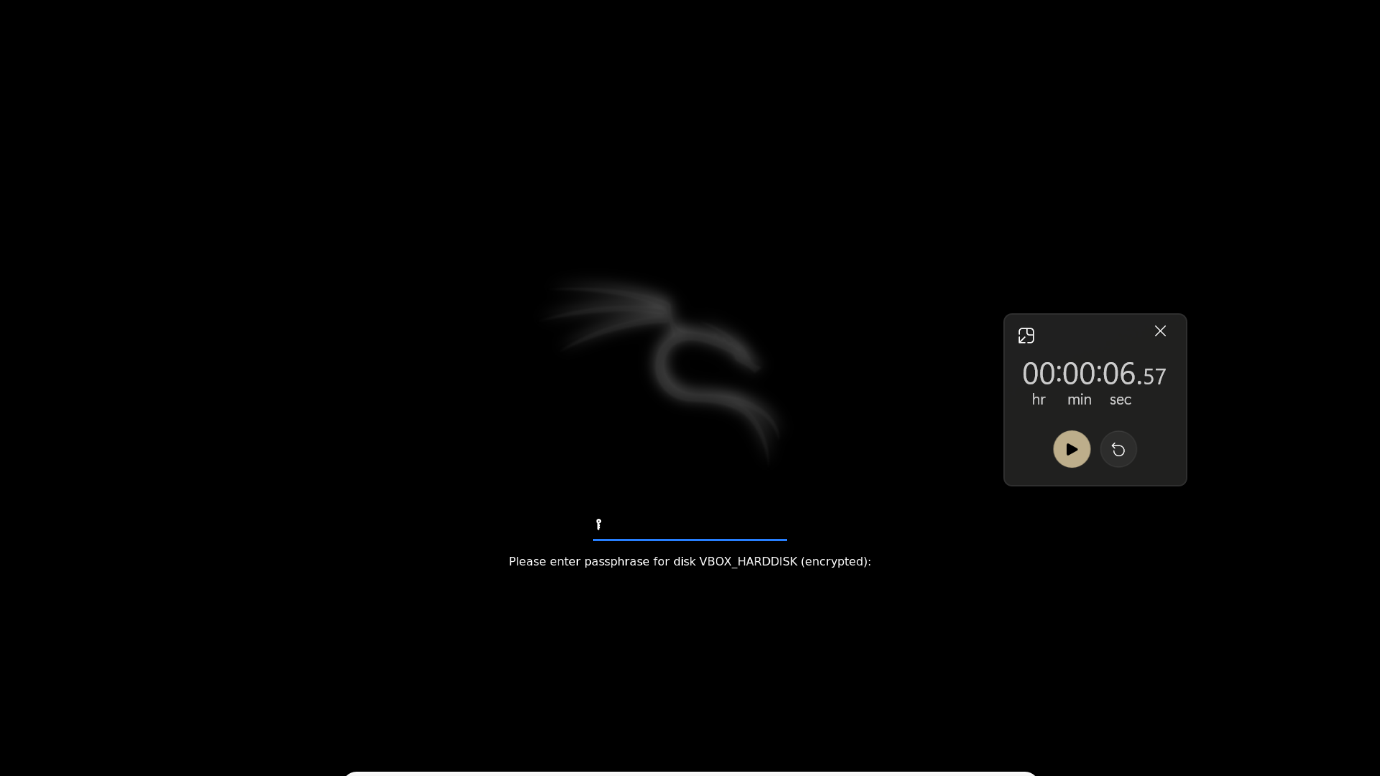 00:00:06.57
hr min sec
Please enter passphrase for disk VBOX_HARDDISK (encrypted):